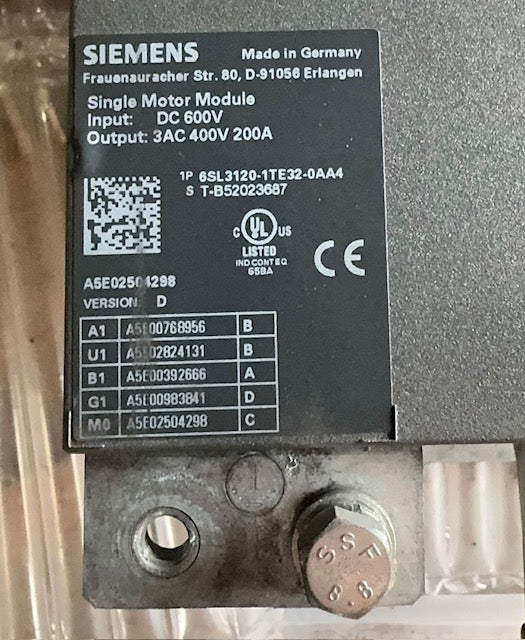 SIEMENS Made in Germany
Frauenauracher Str. 80, D-91056 Erlangen
Single Motor Module
Input: DC 600V
Output: 3AC 400V 200A
1P 6SL3120-1TE32-0AA4
S T-B52023687
C UL US
LISTED
IND CONT EQ
65BA
CE
A5E02504298
VERSION: D
A1 A5E00768956 B
U1 A5E02824131 B
B1 A5E00392666 A
G1 A5E00983841 D
M0 A5E02504298 C
SSF
8.8